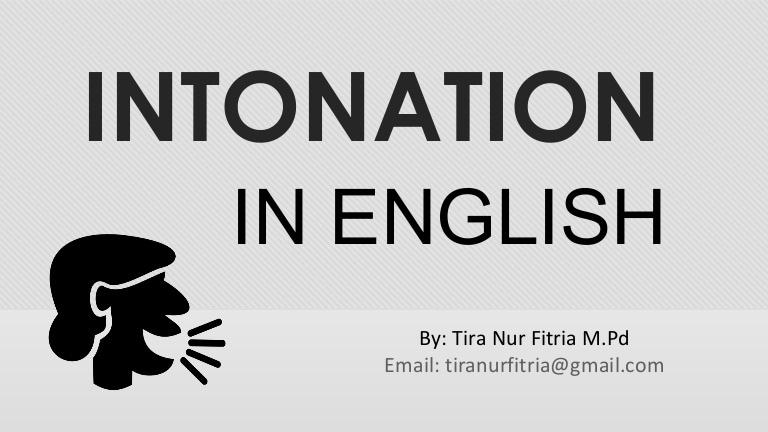 INTONATION
IN ENGLISH
By: Tira Nur Fitria M.Pd
Email: tiranurfitria@gmail.com